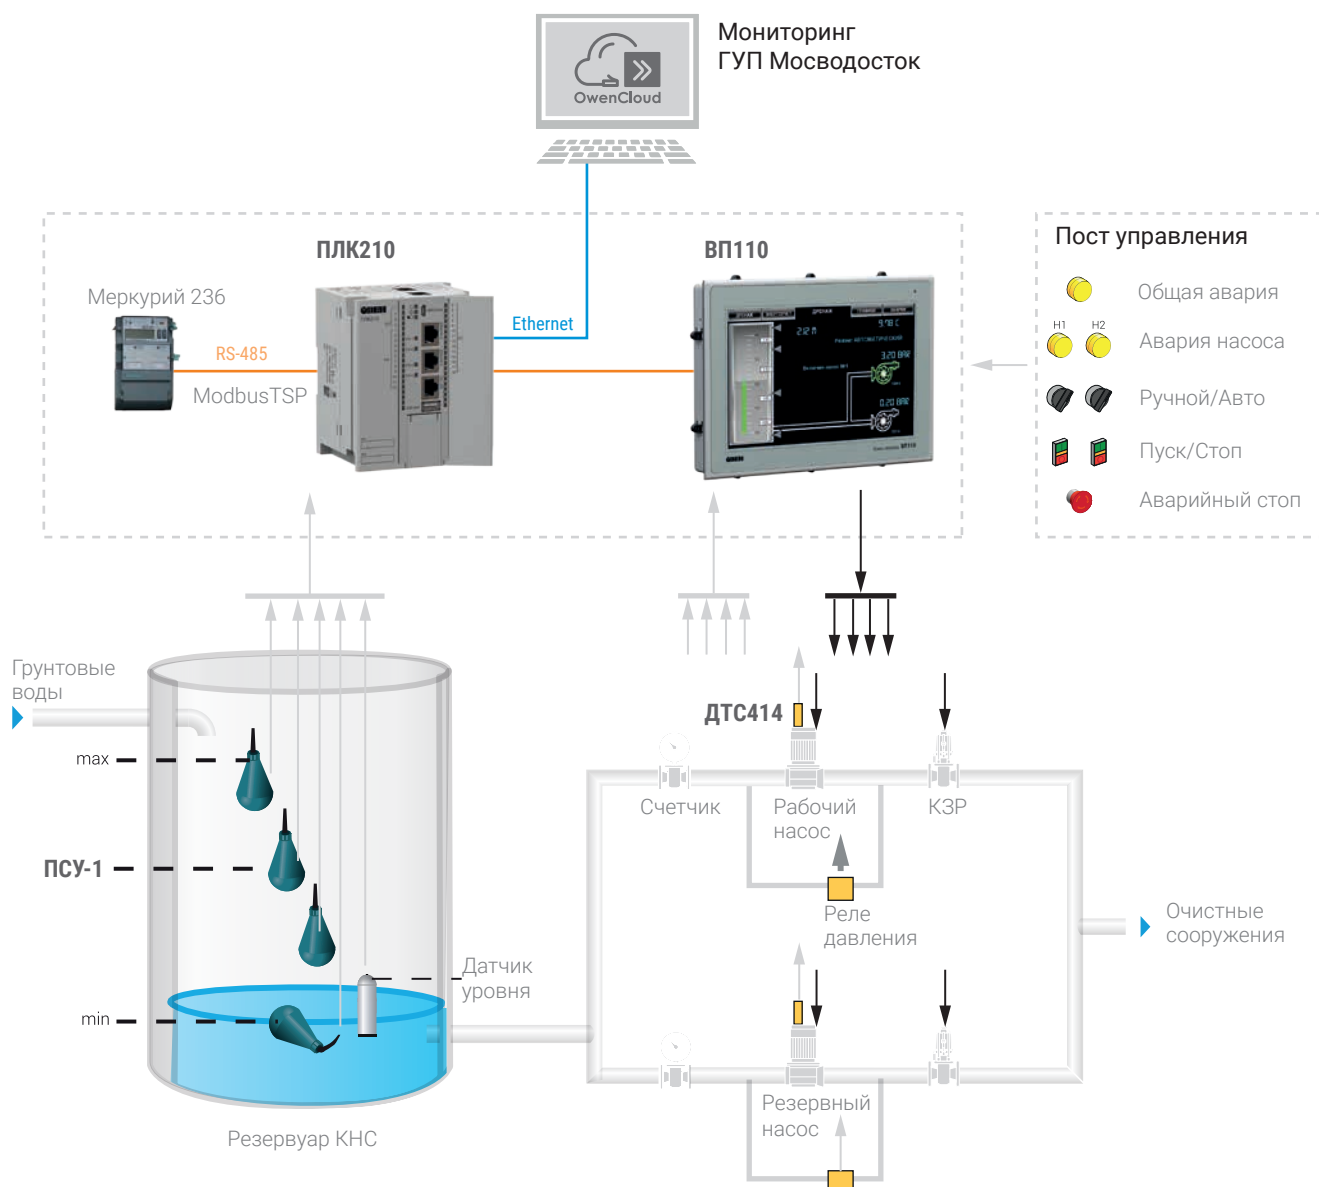 Мониторинг
ГУП Мосводосток
OwenCloud
ПЛК210
ВП110
Меркурий 236
RS-485
ModbusTSP
Ethernet
Пост управления
Общая авария
H1 H2
Авария насоса
Ручной/Авто
Пуск/Стоп
Аварийный стоп
Грунтовые
воды
max
ПСУ-1
min
Датчик
уровня
Резервуар КНС
ДТС414
Счетчик
Рабочий
насос
КЗР
Реле
давления
Очистные
сооружения
Резервный
насос